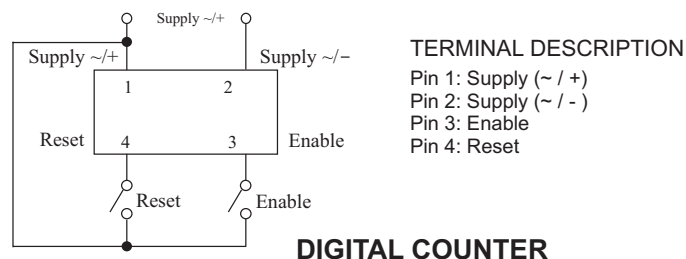 Supply ~/+
Supply ~/+
Supply ~/−
1
2
Reset
4
3
Enable
Reset
Enable
TERMINAL DESCRIPTION
Pin 1: Supply (~ / +)
Pin 2: Supply (~ / - )
Pin 3: Enable
Pin 4: Reset
DIGITAL COUNTER